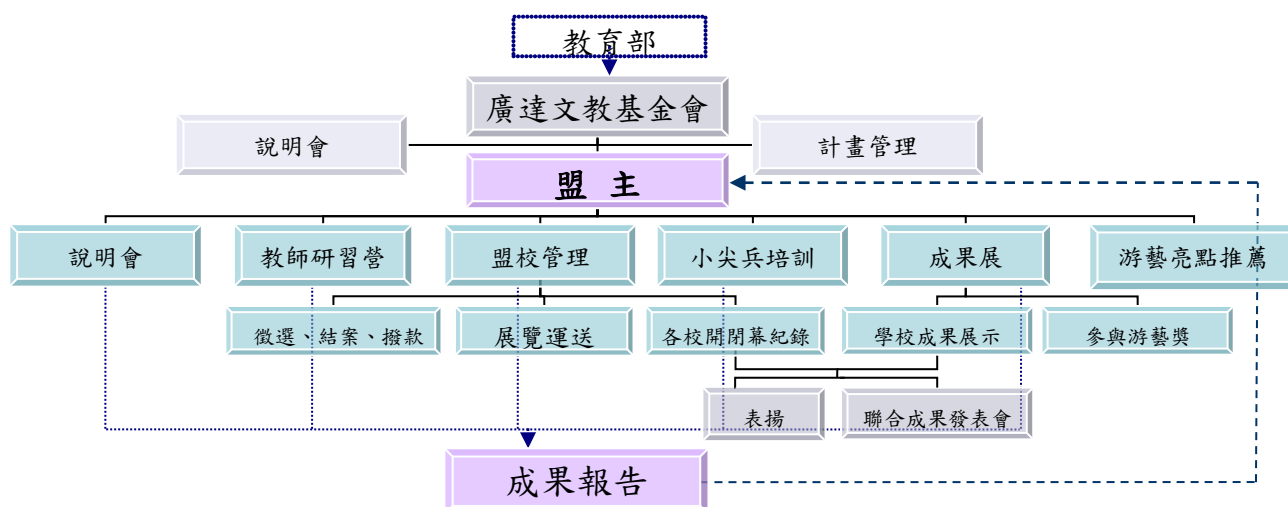 教育部
廣達文教基金會
說明會
計畫管理
盟 主
說明會
教師研習營
盟校管理
小尖兵培訓
成果展
游藝亮點推薦
徵選、結案、撥款
展覽運送
各校開閉幕紀錄
學校成果展示
參與游藝獎
表揚
聯合成果發表會
成果報告